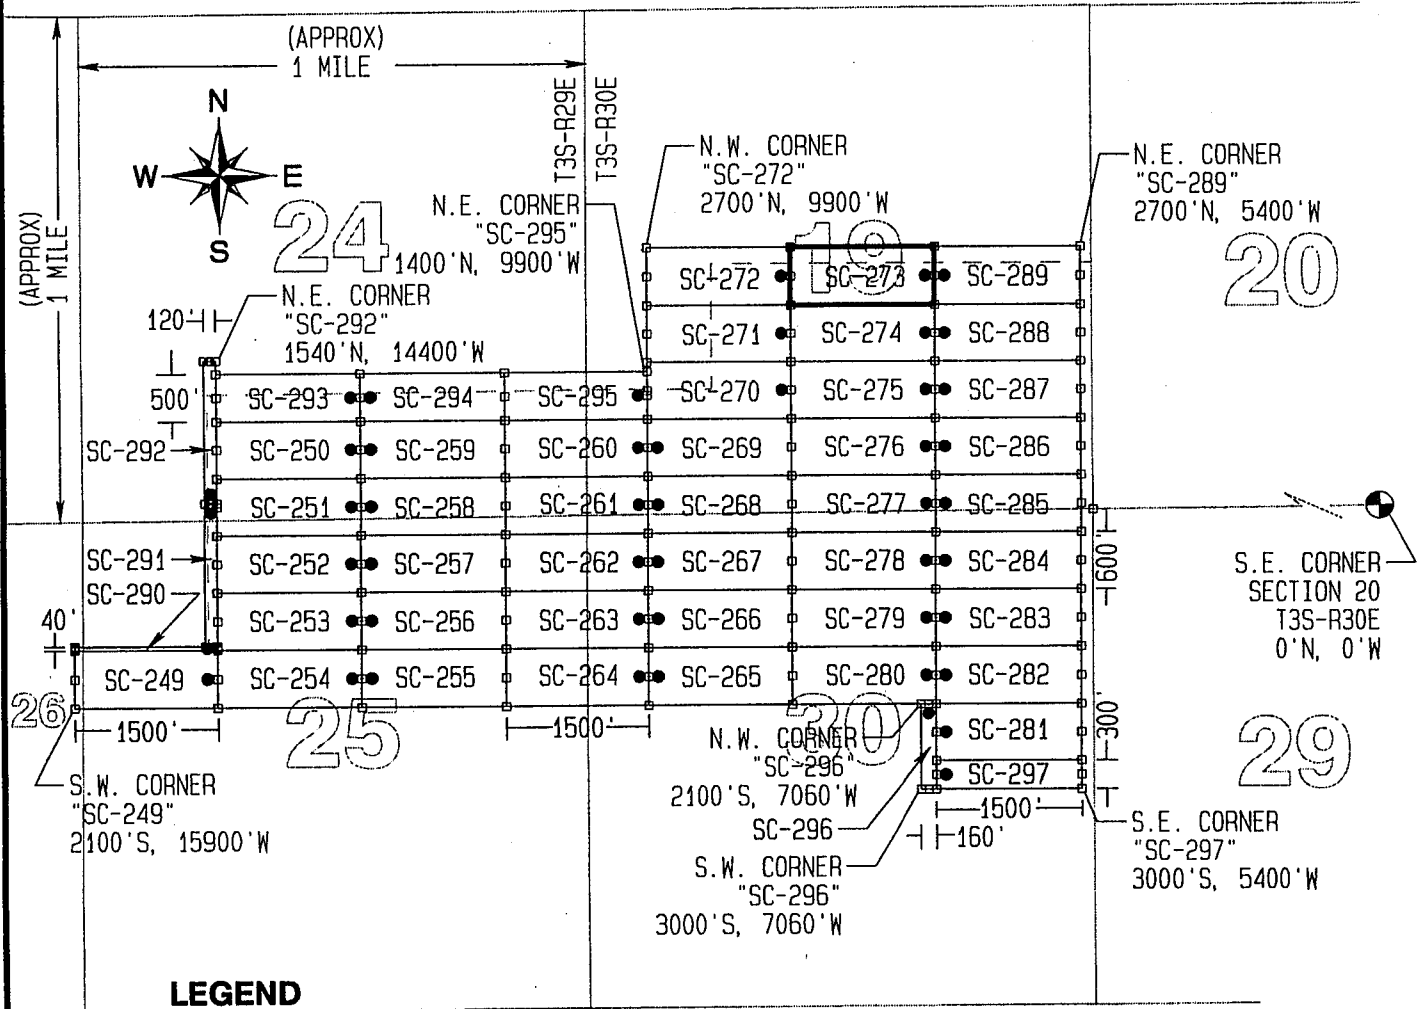 (APPROX)
1 MILE
(APPROX)
1 MILE
T3S-R29E
T3S-R30E
N
W E
S
24
19
20
N.W. CORNER
"SC-272"
2700'N, 9900'W
N.E. CORNER
"SC-289"
2700'N, 5400'W
N.E. CORNER
"SC-295"
1400'N, 9900'W
N.E. CORNER
"SC-292"
1540'N, 14400'W
120'
500'
SC-272 SC-273 SC-289
SC-271 SC-274 SC-288
SC-293 SC-294 SC-295 SC-270 SC-275 SC-287
SC-292 SC-250 SC-259 SC-260 SC-269 SC-276 SC-286
SC-251 SC-258 SC-261 SC-268 SC-277 SC-285
SC-291 SC-252 SC-257 SC-262 SC-267 SC-278 SC-284
SC-290
600'
SC-253 SC-256 SC-263 SC-266 SC-279 SC-283
40'
SC-249 SC-254 SC-255 SC-264 SC-265 SC-280 SC-282
S.E. CORNER
SECTION 20
T3S-R30E
0'N, 0'W
26
25
30
29
1500'
1500'
SC-281
300'
SC-297
1500'
160'
N.W. CORNER
"SC-296"
2100'S, 7060'W
SC-296
S.W. CORNER
"SC-296"
3000'S, 7060'W
S.W. CORNER
"SC-249"
2100'S, 15900'W
S.E. CORNER
"SC-297"
3000'S, 5400'W
LEGEND